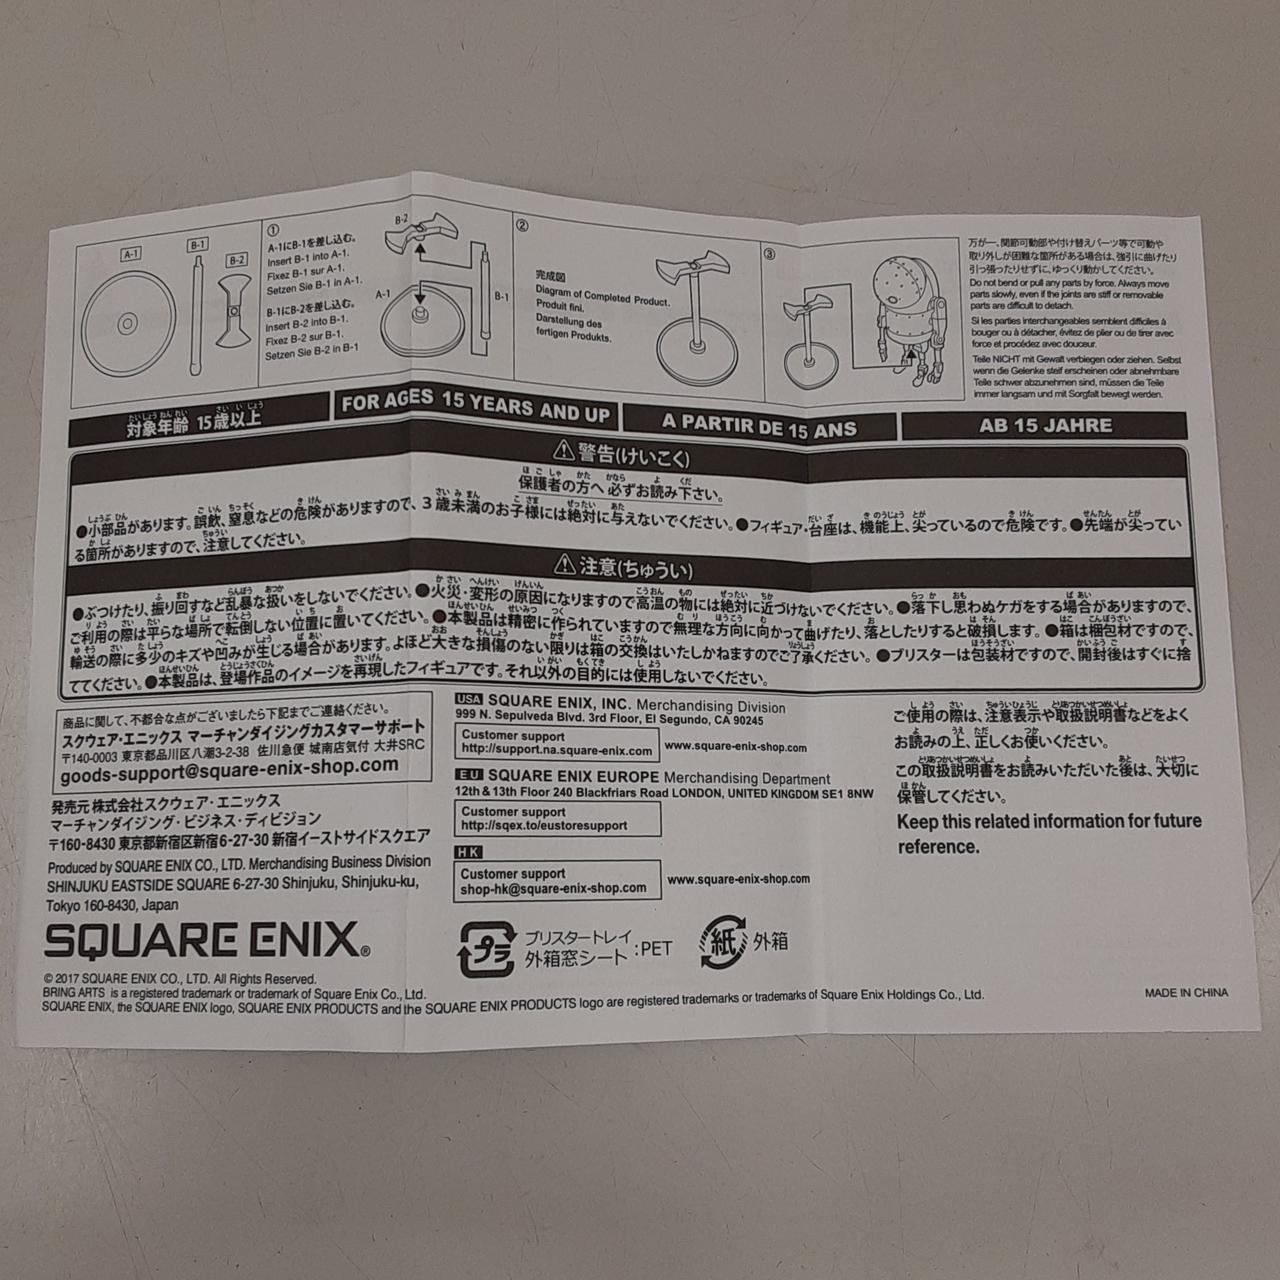 A-1
B-1
B-2
①
A-1にB-1を差し込む。
Insert B-1 into A-1.
Fixez B-1 sur A-1.
Setzen Sie B-1 in A-1.
B-1にB-2を差し込む。
Insert B-2 into B-1.
Fixez B-2 sur B-1.
Setzen Sie B-2 in B-1
B-2
A-1
B-1
②
完成図
Diagram of Completed Product.
Produit fini.
Darstellung des
fertigen Produkts.
③
万が一、関節可動部や付け替えパーツ等で可動や
取り外しが困難な箇所がある場合は、強引に曲げたり
引っ張ったりせずに、ゆっくり動かしてください。
Do not bend or pull any parts by force. Always move
parts slowly, even if the joints are stiff or removable
parts are difficult to detach.
Si les parties interchangeables semblent difficiles à
bouger ou à détacher, évitez de plier ou de tirer avec
force et procédez avec douceur.
Teile NICHT mit Gewalt verbiegen oder ziehen. Selbst
wenn die Gelenke steif erscheinen oder abnehmbare
Teile schwer abzunehmen sind, müssen die Teile
immer langsam und mit Sorgfalt bewegt werden.
対象年齢 15歳以上
FOR AGES 15 YEARS AND UP
A PARTIR DE 15 ANS
AB 15 JAHRE
⚠警告(けいこく)
保護者の方へ 必ずお読み下さい。
●小部品があります。誤飲、窒息などの危険がありますので、3歳未満のお子様には絶対に与えないでください。●フィギュア・台座は、機能上、尖っているので危険です。●先端が尖ってい
る箇所がありますので、注意してください。
⚠注意(ちゅうい)
●ぶつけたり、振り回すなど乱暴な扱いをしないでください。●火災・変形の原因になりますので高温の物には絶対に近づけないでください。●落下し思わぬケガをする場合がありますので、
ご利用の際は平らな場所で転倒しない位置に置いてください。●本製品は精密に作られていますので無理な方向に向かって曲げたり、落としたりすると破損します。●箱は梱包材ですので、
輸送の際に多少のキズや凹みが生じる場合があります。よほど大きな損傷のない限りは箱の交換はいたしかねますのでご了承ください。●ブリスターは包装材ですので、開封後はすぐに捨
ててください。●本製品は、登場作品のイメージを再現したフィギュアです。それ以外の目的には使用しないでください。
商品に関して、不都合な点がございましたら下記までご連絡ください。
スクウェア・エニックス マーチャンダイジングカスタマーサポート
〒140-0003 東京都品川区八潮3-2-38 佐川急便 城南店気付 大井SRC
goods-support@square-enix-shop.com
発売元 株式会社スクウェア・エニックス
マーチャンダイジング・ビジネス・ディビジョン
〒160-8430 東京都新宿区新宿6-27-30 新宿イーストサイドスクエア
Produced by SQUARE ENIX CO., LTD. Merchandising Business Division
SHINJUKU EASTSIDE SQUARE 6-27-30 Shinjuku, Shinjuku-ku,
Tokyo 160-8430, Japan
SQUARE ENIX®
© 2017 SQUARE ENIX CO., LTD. All Rights Reserved.
BRING ARTS is a registered trademark or trademark of Square Enix Co., Ltd.
SQUARE ENIX, the SQUARE ENIX logo, SQUARE ENIX PRODUCTS and the SQUARE ENIX PRODUCTS logo are registered trademarks or trademarks of Square Enix Holdings Co., Ltd.
USA SQUARE ENIX, INC. Merchandising Division
999 N. Sepulveda Blvd. 3rd Floor, El Segundo, CA 90245
Customer support
http://support.na.square-enix.com
www.square-enix-shop.com
EU SQUARE ENIX EUROPE Merchandising Department
12th & 13th Floor 240 Blackfriars Road LONDON, UNITED KINGDOM SE1 8NW
Customer support
http://sqex.to/eustoresupport
HK
Customer support
shop-hk@square-enix-shop.com
www.square-enix-shop.com
プラ
ブリスタートレイ
外箱窓シート :PET
紙
外箱
ご使用の際は、注意表示や取扱説明書などをよく
お読みの上、正しくお使いください。
この取扱説明書をお読みいただいた後は、大切に
保管してください。
Keep this related information for future
reference.
MADE IN CHINA